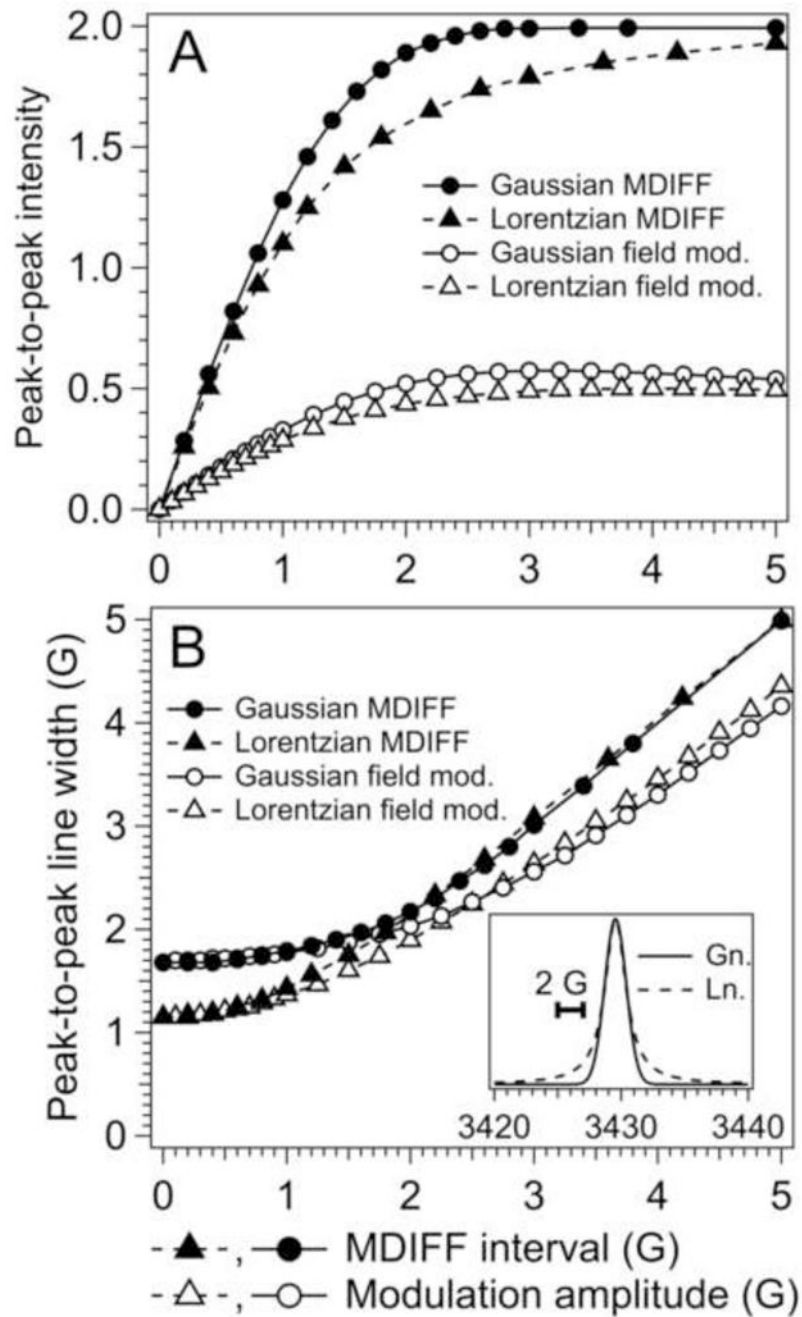 A
Peak-to-peak intensity
2.0
1.5
1.0
0.5
0.0
Gaussian MDIFF
Lorentzian MDIFF
Gaussian field mod.
Lorentzian field mod.
0 1 2 3 4 5
B
Peak-to-peak line width (G)
5
4
3
2
1
0
Gaussian MDIFF
Lorentzian MDIFF
Gaussian field mod.
Lorentzian field mod.
Gn.
Ln.
2 G
3420 3430 3440
0 1 2 3 4 5
, MDIFF interval (G)
, Modulation amplitude (G)